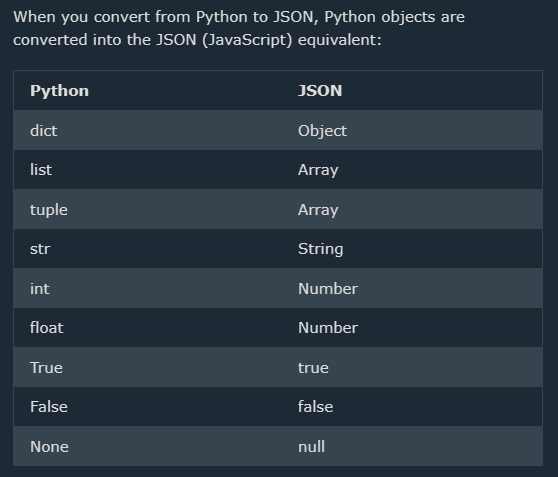 When you convert from Python to JSON, Python objects are
converted into the JSON (JavaScript) equivalent:
Python JSON
dict Object
list Array
tuple Array
str String
int Number
float Number
True true
False false
None null